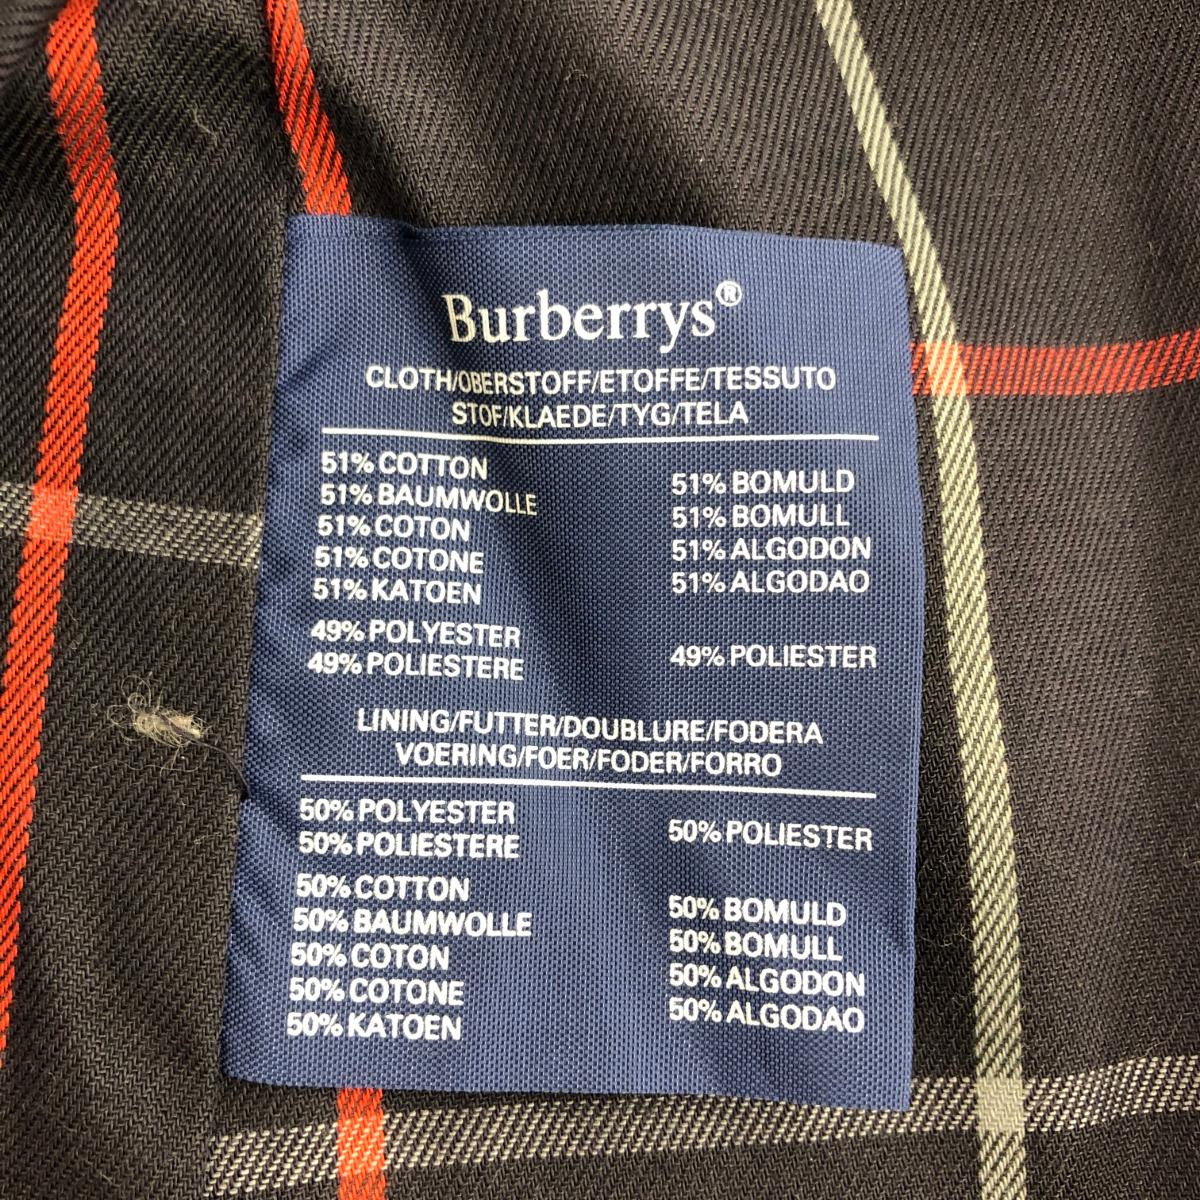 Burberrys®
CLOTH/OBERSTOFF/ETOFFE/TESSUTO
STOF/KLAEDE/TYG/TELA
51% COTTON
51% BAUMWOLLE
51% COTON
51% COTONE
51% KATOEN
51% BOMULD
51% BOMULL
51% ALGODON
51% ALGODAO
49% POLYESTER
49% POLIESTERE
49% POLIESTER
LINING/FUTTER/DOUBLURE/FODERA
VOERING/FOER/FODER/FORRO
50% POLYESTER
50% POLIESTERE
50% POLIESTER
50% COTTON
50% BAUMWOLLE
50% COTON
50% COTONE
50% KATOEN
50% BOMULD
50% BOMULL
50% ALGODON
50% ALGODAO